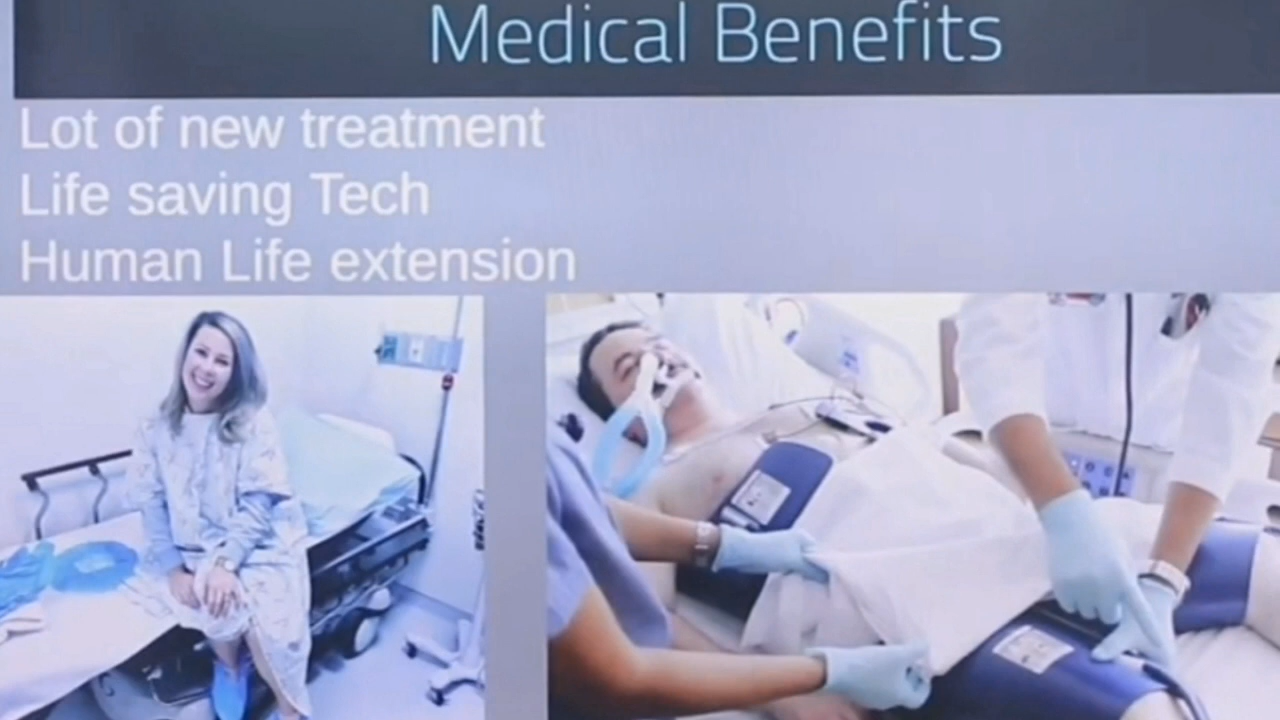 Medical Benefits
Lot of new treatment
Life saving Tech
Human Life extension